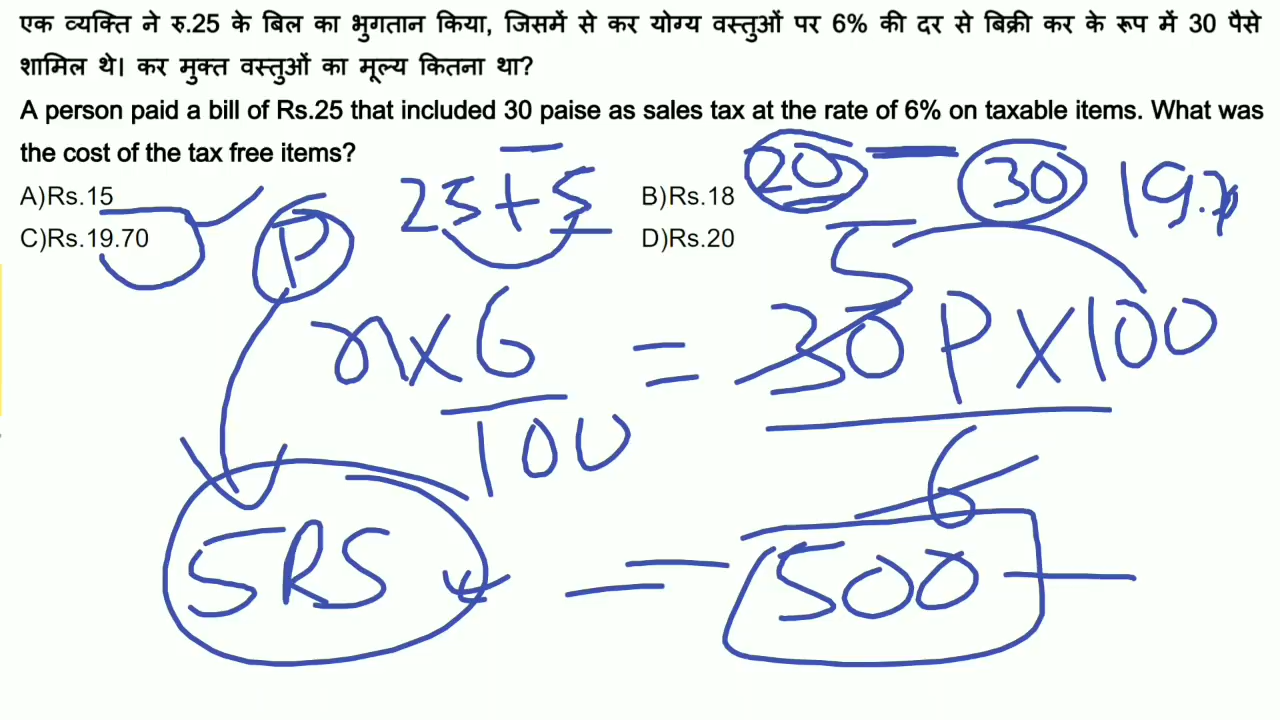 एक व्यक्ति ने रु.25 के बिल का भुगतान किया, जिसमें से कर योग्य वस्तुओं पर 6% की दर से बिक्री कर के रूप में 30 पैसे
शामिल थे। कर मुक्त वस्तुओं का मूल्य कितना था?
A person paid a bill of Rs.25 that included 30 paise as sales tax at the rate of 6% on taxable items. What was
the cost of the tax free items?
A)Rs.15 B)Rs.18
C)Rs.19.70 D)Rs.20
25+5 20 30
P
x×6 = 30P×100 5
100 6
5RS = 500